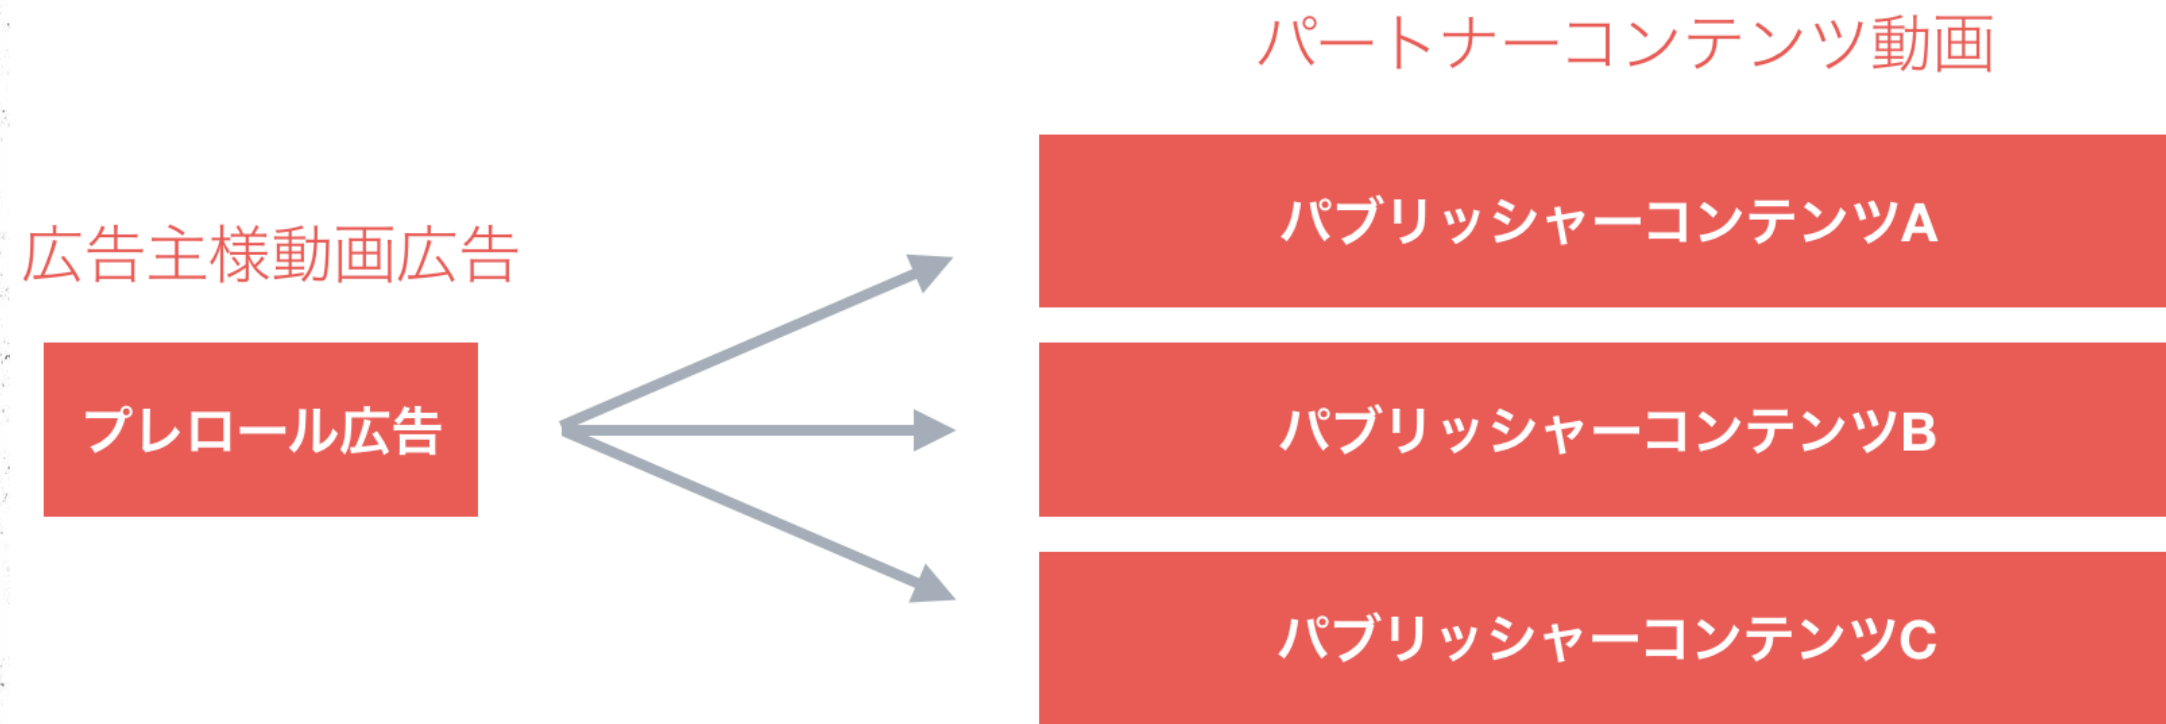 パートナーコンテンツ動画
パブリッシャーコンテンツA
広告主様動画広告
プレロール広告
パブリッシャーコンテンツB
パブリッシャーコンテンツC